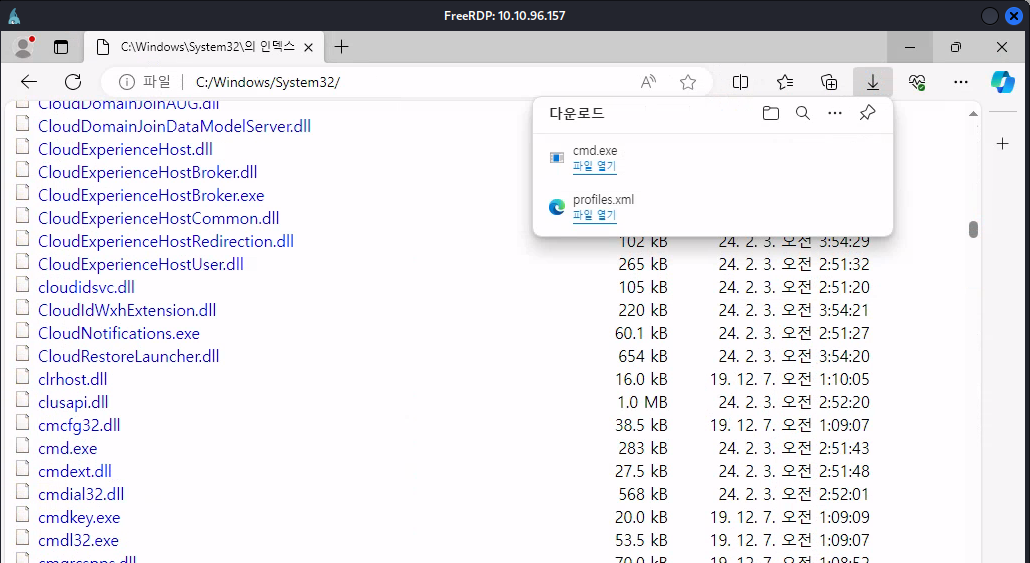 FreeRDP: 10.10.96.157
C:\Windows\System32\의 인덱스
파일 C:/Windows/System32/
다운로드
cmd.exe
파일 열기
profiles.xml
파일 열기
CloudDomainJoinAUG.dll
CloudDomainJoinDataModelServer.dll
CloudExperienceHost.dll
CloudExperienceHostBroker.dll
CloudExperienceHostBroker.exe
CloudExperienceHostCommon.dll
CloudExperienceHostRedirection.dll 102 kB 24. 2. 3. 오전 3:54:29
CloudExperienceHostUser.dll 265 kB 24. 2. 3. 오전 2:51:32
cloudidsvc.dll 105 kB 24. 2. 3. 오전 2:51:20
CloudIdWxhExtension.dll 220 kB 24. 2. 3. 오전 3:54:21
CloudNotifications.exe 60.1 kB 24. 2. 3. 오전 2:51:27
CloudRestoreLauncher.dll 654 kB 24. 2. 3. 오전 3:54:20
clrhost.dll 16.0 kB 19. 12. 7. 오전 1:10:05
clusapi.dll 1.0 MB 24. 2. 3. 오전 2:52:20
cmcfg32.dll 38.5 kB 19. 12. 7. 오전 1:09:07
cmd.exe 283 kB 24. 2. 3. 오전 2:51:43
cmdext.dll 27.5 kB 24. 2. 3. 오전 2:51:48
cmdial32.dll 568 kB 24. 2. 3. 오전 2:52:01
cmdkey.exe 20.0 kB 19. 12. 7. 오전 1:09:09
cmdl32.exe 53.5 kB 19. 12. 7. 오전 1:09:07